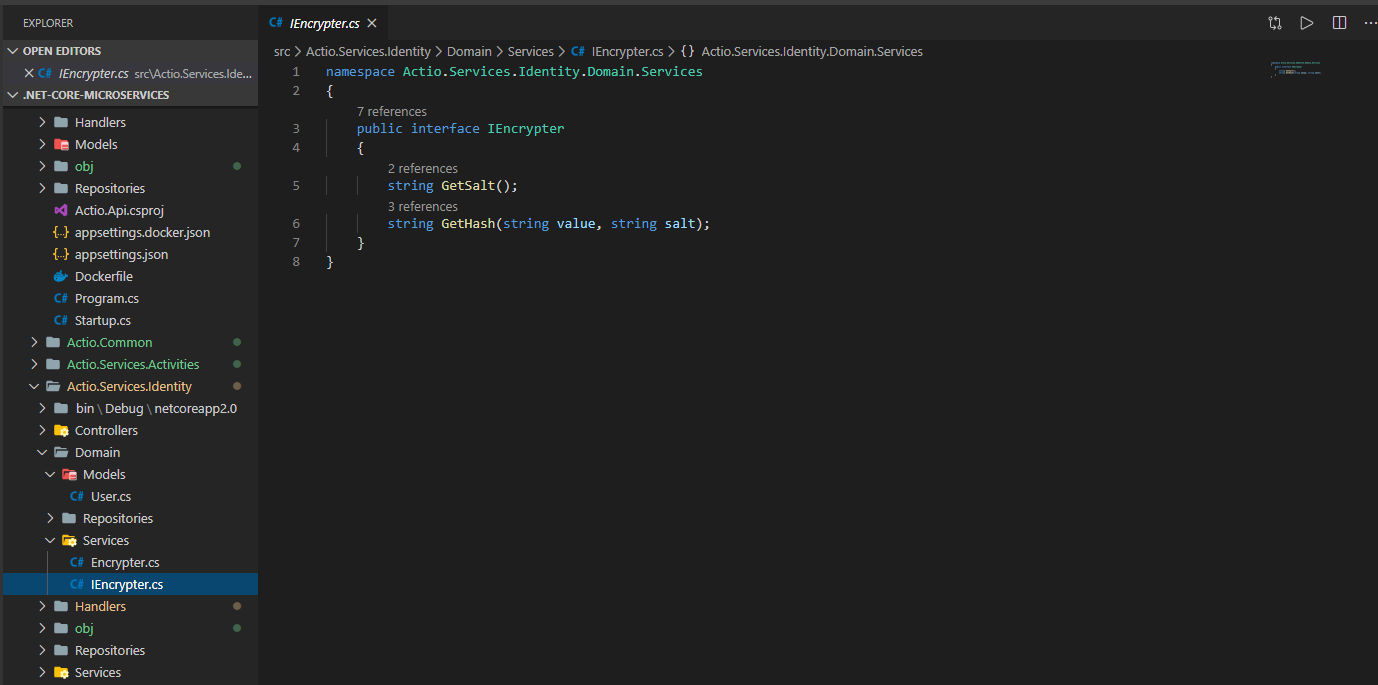 EXPLORER
OPEN EDITORS
C# IEncrypter.cs src\Actio.Services.Ide...
.NET-CORE-MICROSERVICES
Handlers
Models
obj
Repositories
Actio.Api.csproj
{..} appsettings.docker.json
{..} appsettings.json
Dockerfile
C# Program.cs
C# Startup.cs
Actio.Common
Actio.Services.Activities
Actio.Services.Identity
bin \ Debug \ netcoreapp2.0
Controllers
Domain
Models
C# User.cs
Repositories
Services
C# Encrypter.cs
C# IEncrypter.cs
Handlers
obj
Repositories
Services
C# IEncrypter.cs
src > Actio.Services.Identity > Domain > Services > C# IEncrypter.cs > {} Actio.Services.Identity.Domain.Services
1 namespace Actio.Services.Identity.Domain.Services
2 {
7 references
3 public interface IEncrypter
4 {
2 references
5 string GetSalt();
3 references
6 string GetHash(string value, string salt);
7 }
8 }